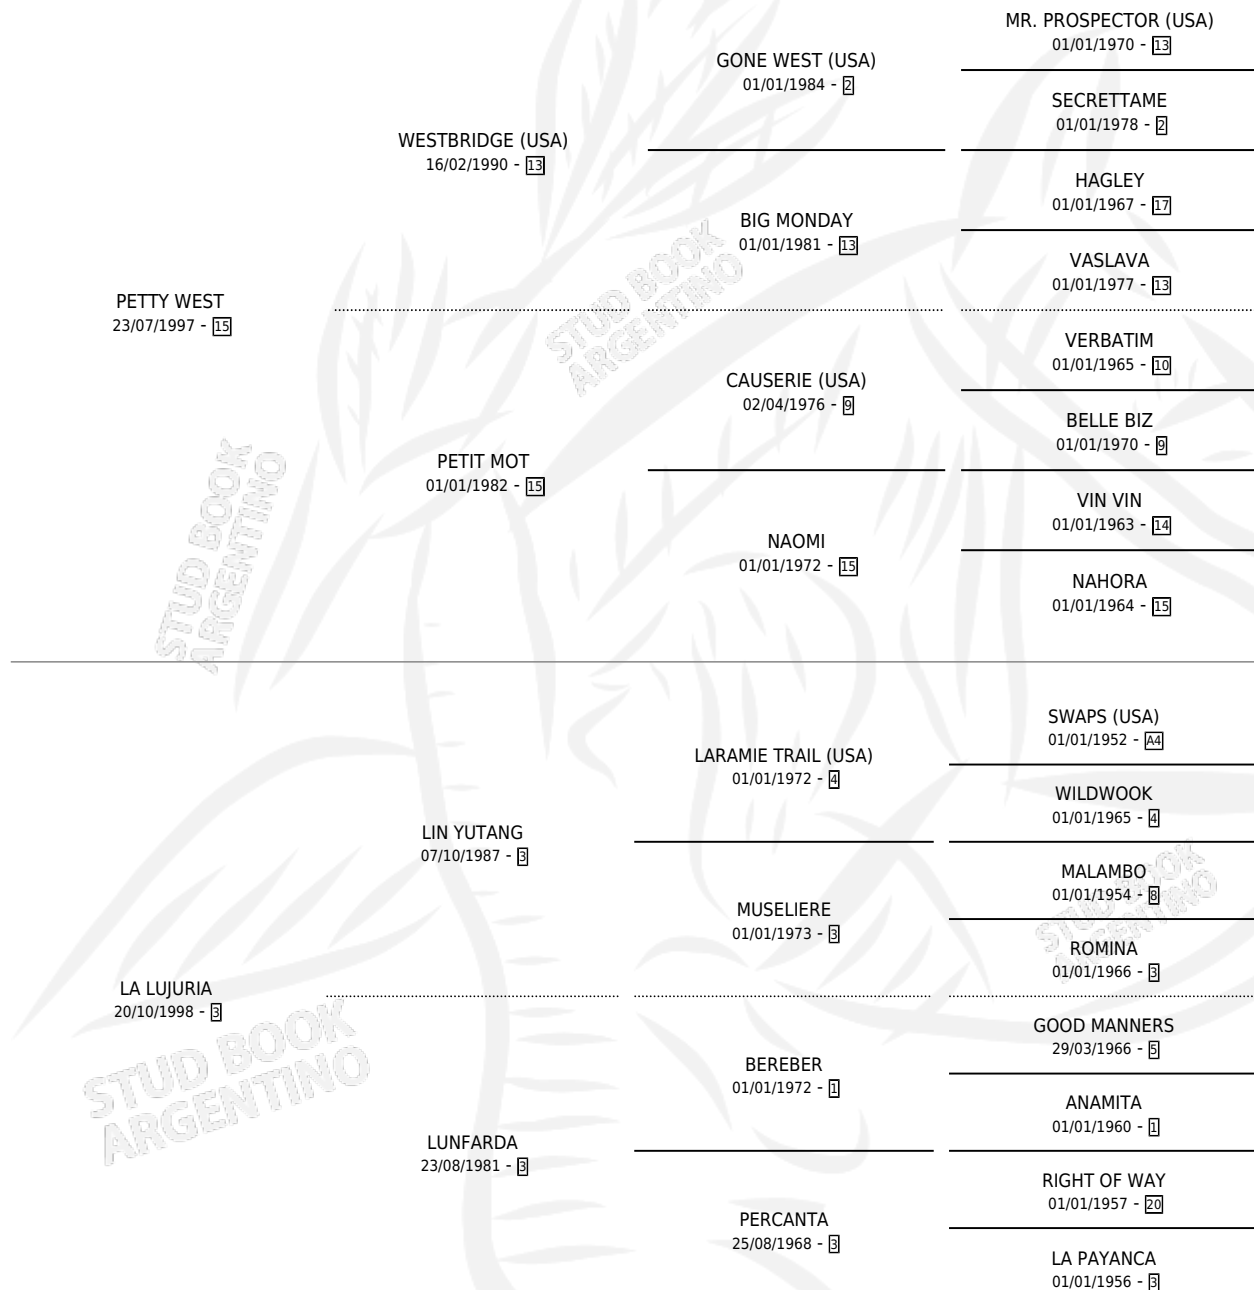 MR. PROSPECTOR (USA)
01/01/1970 - 13
GONE WEST (USA)
01/01/1984 - 2
SECRETTAME
01/01/1978 - 2
WESTBRIDGE (USA)
16/02/1990 - 13
HAGLEY
01/01/1967 - 17
BIG MONDAY
01/01/1981 - 13
VASLAVA
01/01/1977 - 13
PETTY WEST
23/07/1997 - 15
VERBATIM
01/01/1965 - 10
CAUSERIE (USA)
02/04/1976 - 9
BELLE BIZ
01/01/1970 - 9
PETIT MOT
01/01/1982 - 15
VIN VIN
01/01/1963 - 14
NAOMI
01/01/1972 - 15
NAHORA
01/01/1964 - 15
STUD BOOK
ARGENTINO
STUD BOOK
ARGENTINO
SWAPS (USA)
01/01/1952 - A4
LARAMIE TRAIL (USA)
01/01/1972 - 4
WILDWOOK
01/01/1965 - 4
LIN YUTANG
07/10/1987 - 3
MALAMBO
01/01/1954 - 8
MUSELIERE
01/01/1973 - 3
ROMINA
01/01/1966 - 3
LA LUJURIA
20/10/1998 - 3
GOOD MANNERS
29/03/1966 - 5
BEREBER
01/01/1972 - 1
ANAMITA
01/01/1960 - 1
LUNFARDA
23/08/1981 - 3
RIGHT OF WAY
01/01/1957 - 20
PERCANTA
25/08/1968 - 3
LA PAYANCA
01/01/1956 - 3
STUD BOOK
ARGENTINO
STUD BOOK
ARGENTINO